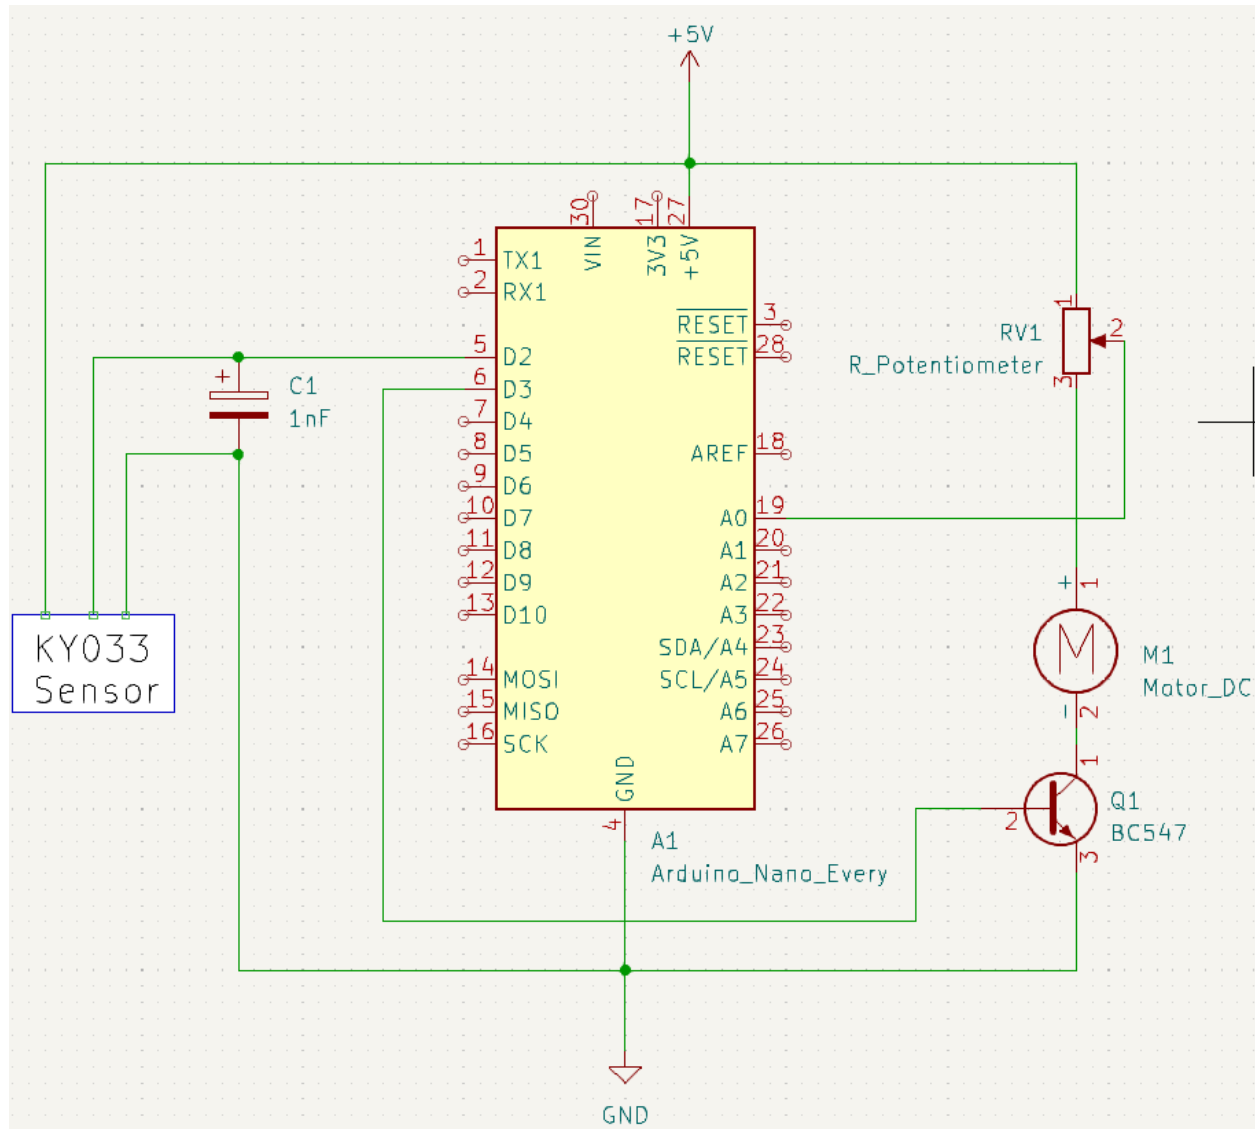 +5V
30
17
27
VIN
3V3
+5V
1
TX1
2
RX1
3
RESET
28
RESET
5
D2
6
D3
7
D4
8
D5
9
D6
10
D7
11
D8
12
D9
13
D10
14
MOSI
15
MISO
16
SCK
18
AREF
19
A0
20
A1
21
A2
22
A3
23
SDA/A4
24
SCL/A5
25
A6
26
A7
GND
4
A1
Arduino_Nano_Every
+
C1
1nF
KY033
Sensor
1
RV1
2
R_Potentiometer
3
+
1
M
M1
Motor_DC
-
2
1
Q1
2
BC547
3
GND